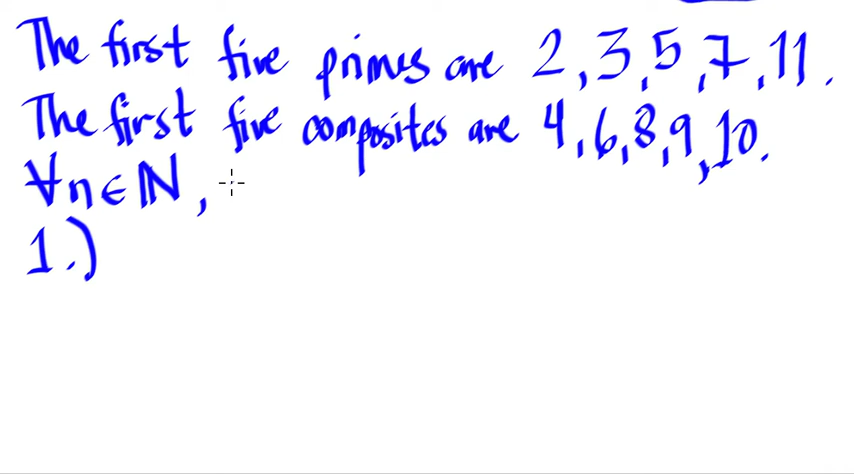 The first five primes are 2, 3, 5, 7, 11.
The first five composites are 4, 6, 8, 9, 10.
∀n∈ℕ,
1.)